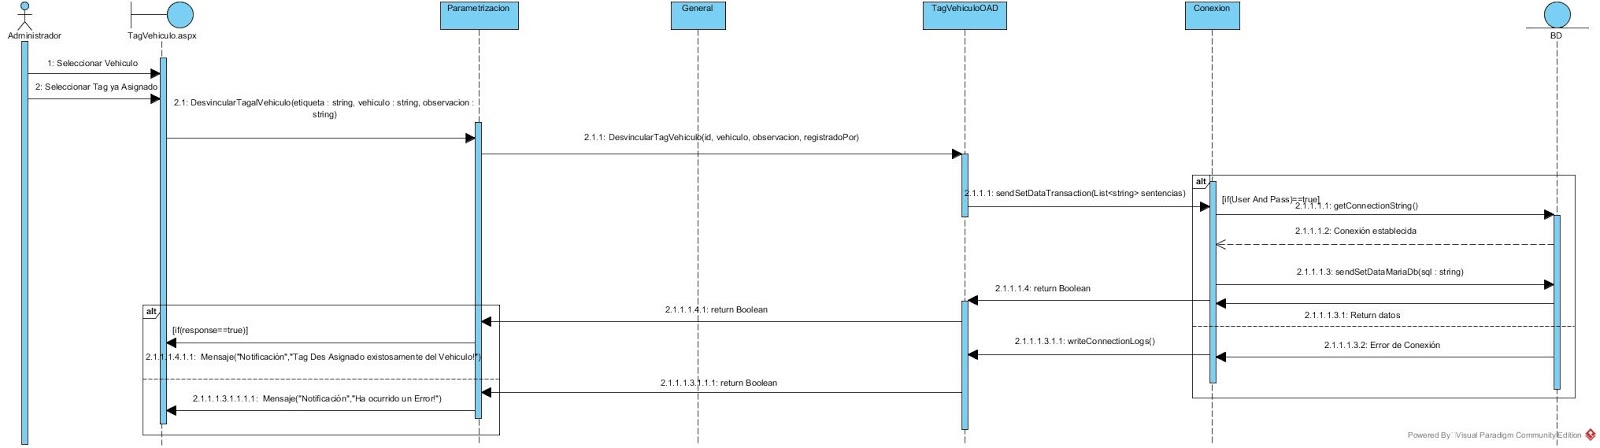 Administrador
TagVehiculo.aspx
Parametrizacion
General
TagVehiculoOAD
Conexion
BD
1: Seleccionar Vehiculo
2: Seleccionar Tag ya Asignado
2.1: DesvincularTagalVehiculo(etiqueta : string, vehiculo : string, observacion :
string)
2.1.1: DesvincularTagVehiculo(id, vehiculo, observacion, registradoPor)
2.1.1.1: sendSetDataTransaction(List<string> sentencias)
alt
[if(User And Pass)==true]
2.1.1.1.1: getConnectionString()
2.1.1.1.2: Conexión establecida
2.1.1.1.3: sendSetDataMariaDb(sql : string)
2.1.1.1.4: return Boolean
2.1.1.1.3.1: Return datos
2.1.1.1.4.1: return Boolean
alt
[if(response==true)]
2.1.1.1.4.1.1: Mensaje("Notificación","Tag Des Asignado existosamente del Vehiculo!")
2.1.1.1.3.1.1: writeConnectionLogs()
2.1.1.1.3.2: Error de Conexión
2.1.1.1.3.1.1.1: return Boolean
2.1.1.1.3.1.1.1.1: Mensaje("Notificación","Ha ocurrido un Error!")
Powered By Visual Paradigm Community Edition